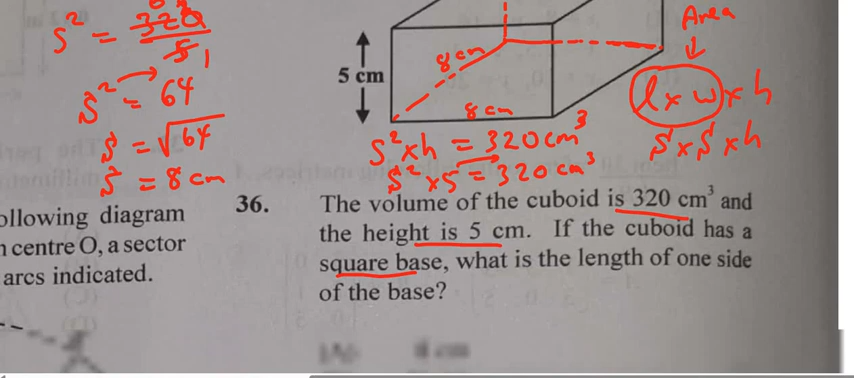 s² = 320
5 1
s² = 64
s = √64
s = 8 cm
Area
l x w x h
s x s x h
5 cm
8 cm
8 cm
s² x h = 320 cm³
s² x 5 = 320 cm³
ollowing diagram
n centre O, a sector
arcs indicated.
36. The volume of the cuboid is 320 cm³ and
the height is 5 cm. If the cuboid has a
square base, what is the length of one side
of the base?